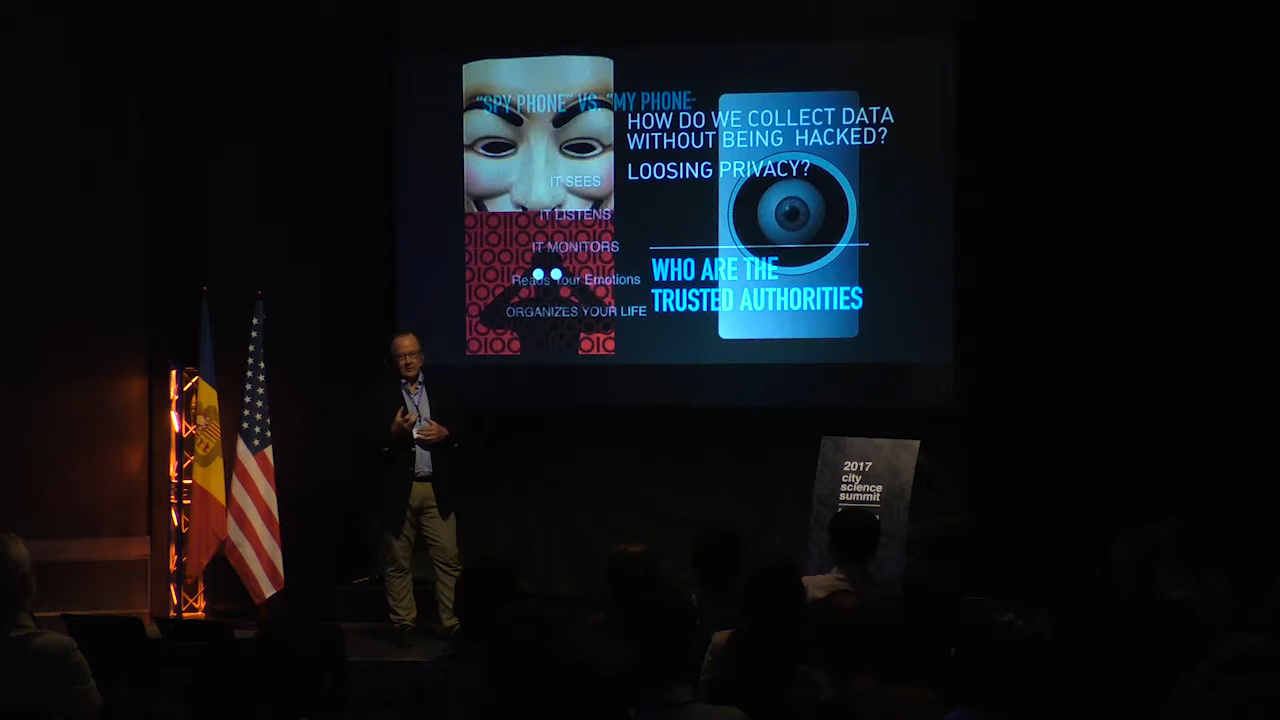 "SPY PHONE" VS. "MY PHONE
HOW DO WE COLLECT DATA
WITHOUT BEING HACKED?
LOOSING PRIVACY?
IT SEES
IT LISTENS
IT MONITORS
Reads Your Emotions
ORGANIZES YOUR LIFE
WHO ARE THE
TRUSTED AUTHORITIES
2017
city
science
summit